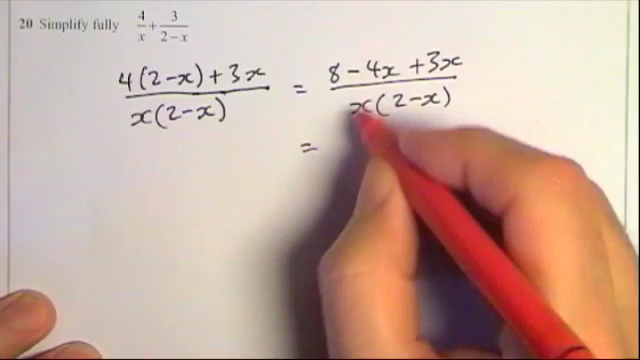 20 Simplify fully 4/x + 3/(2-x)
(4(2-x)+3x)/(x(2-x)) = (8-4x+3x)/(x(2-x))
=